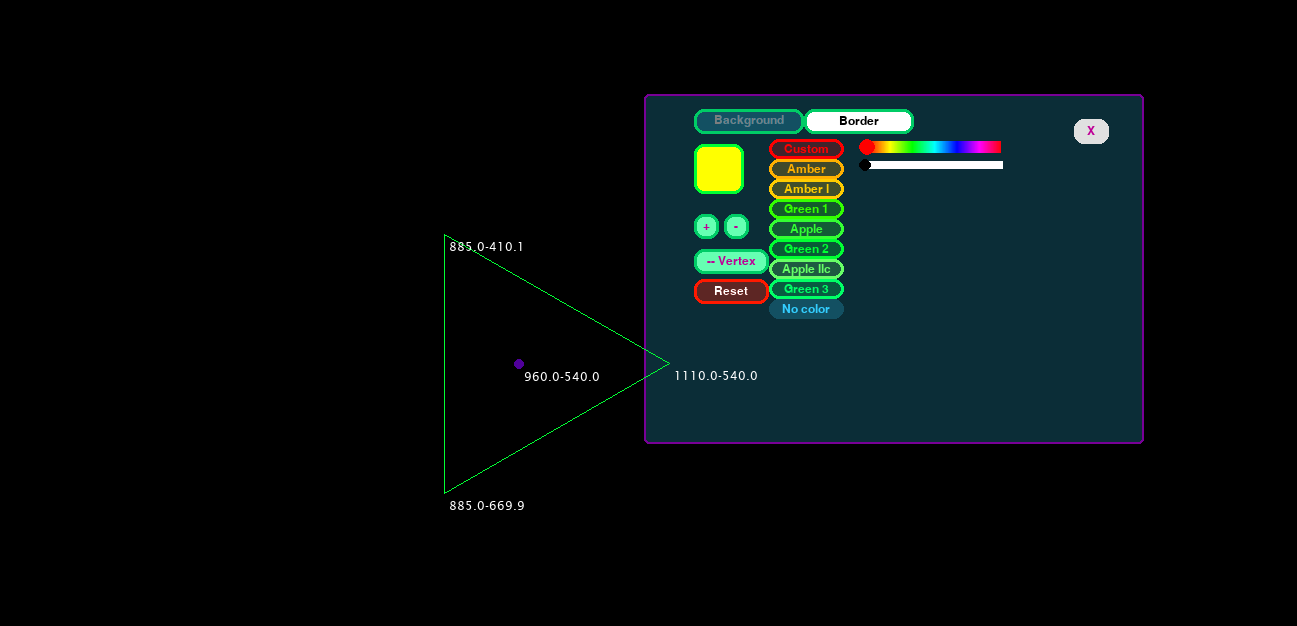 Background
Border
X
Custom
Amber
Amber I
Green 1
+
-
Apple
Green 2
-- Vertex
Apple IIc
Reset
Green 3
No color
885.0-410.1
960.0-540.0
1110.0-540.0
885.0-669.9